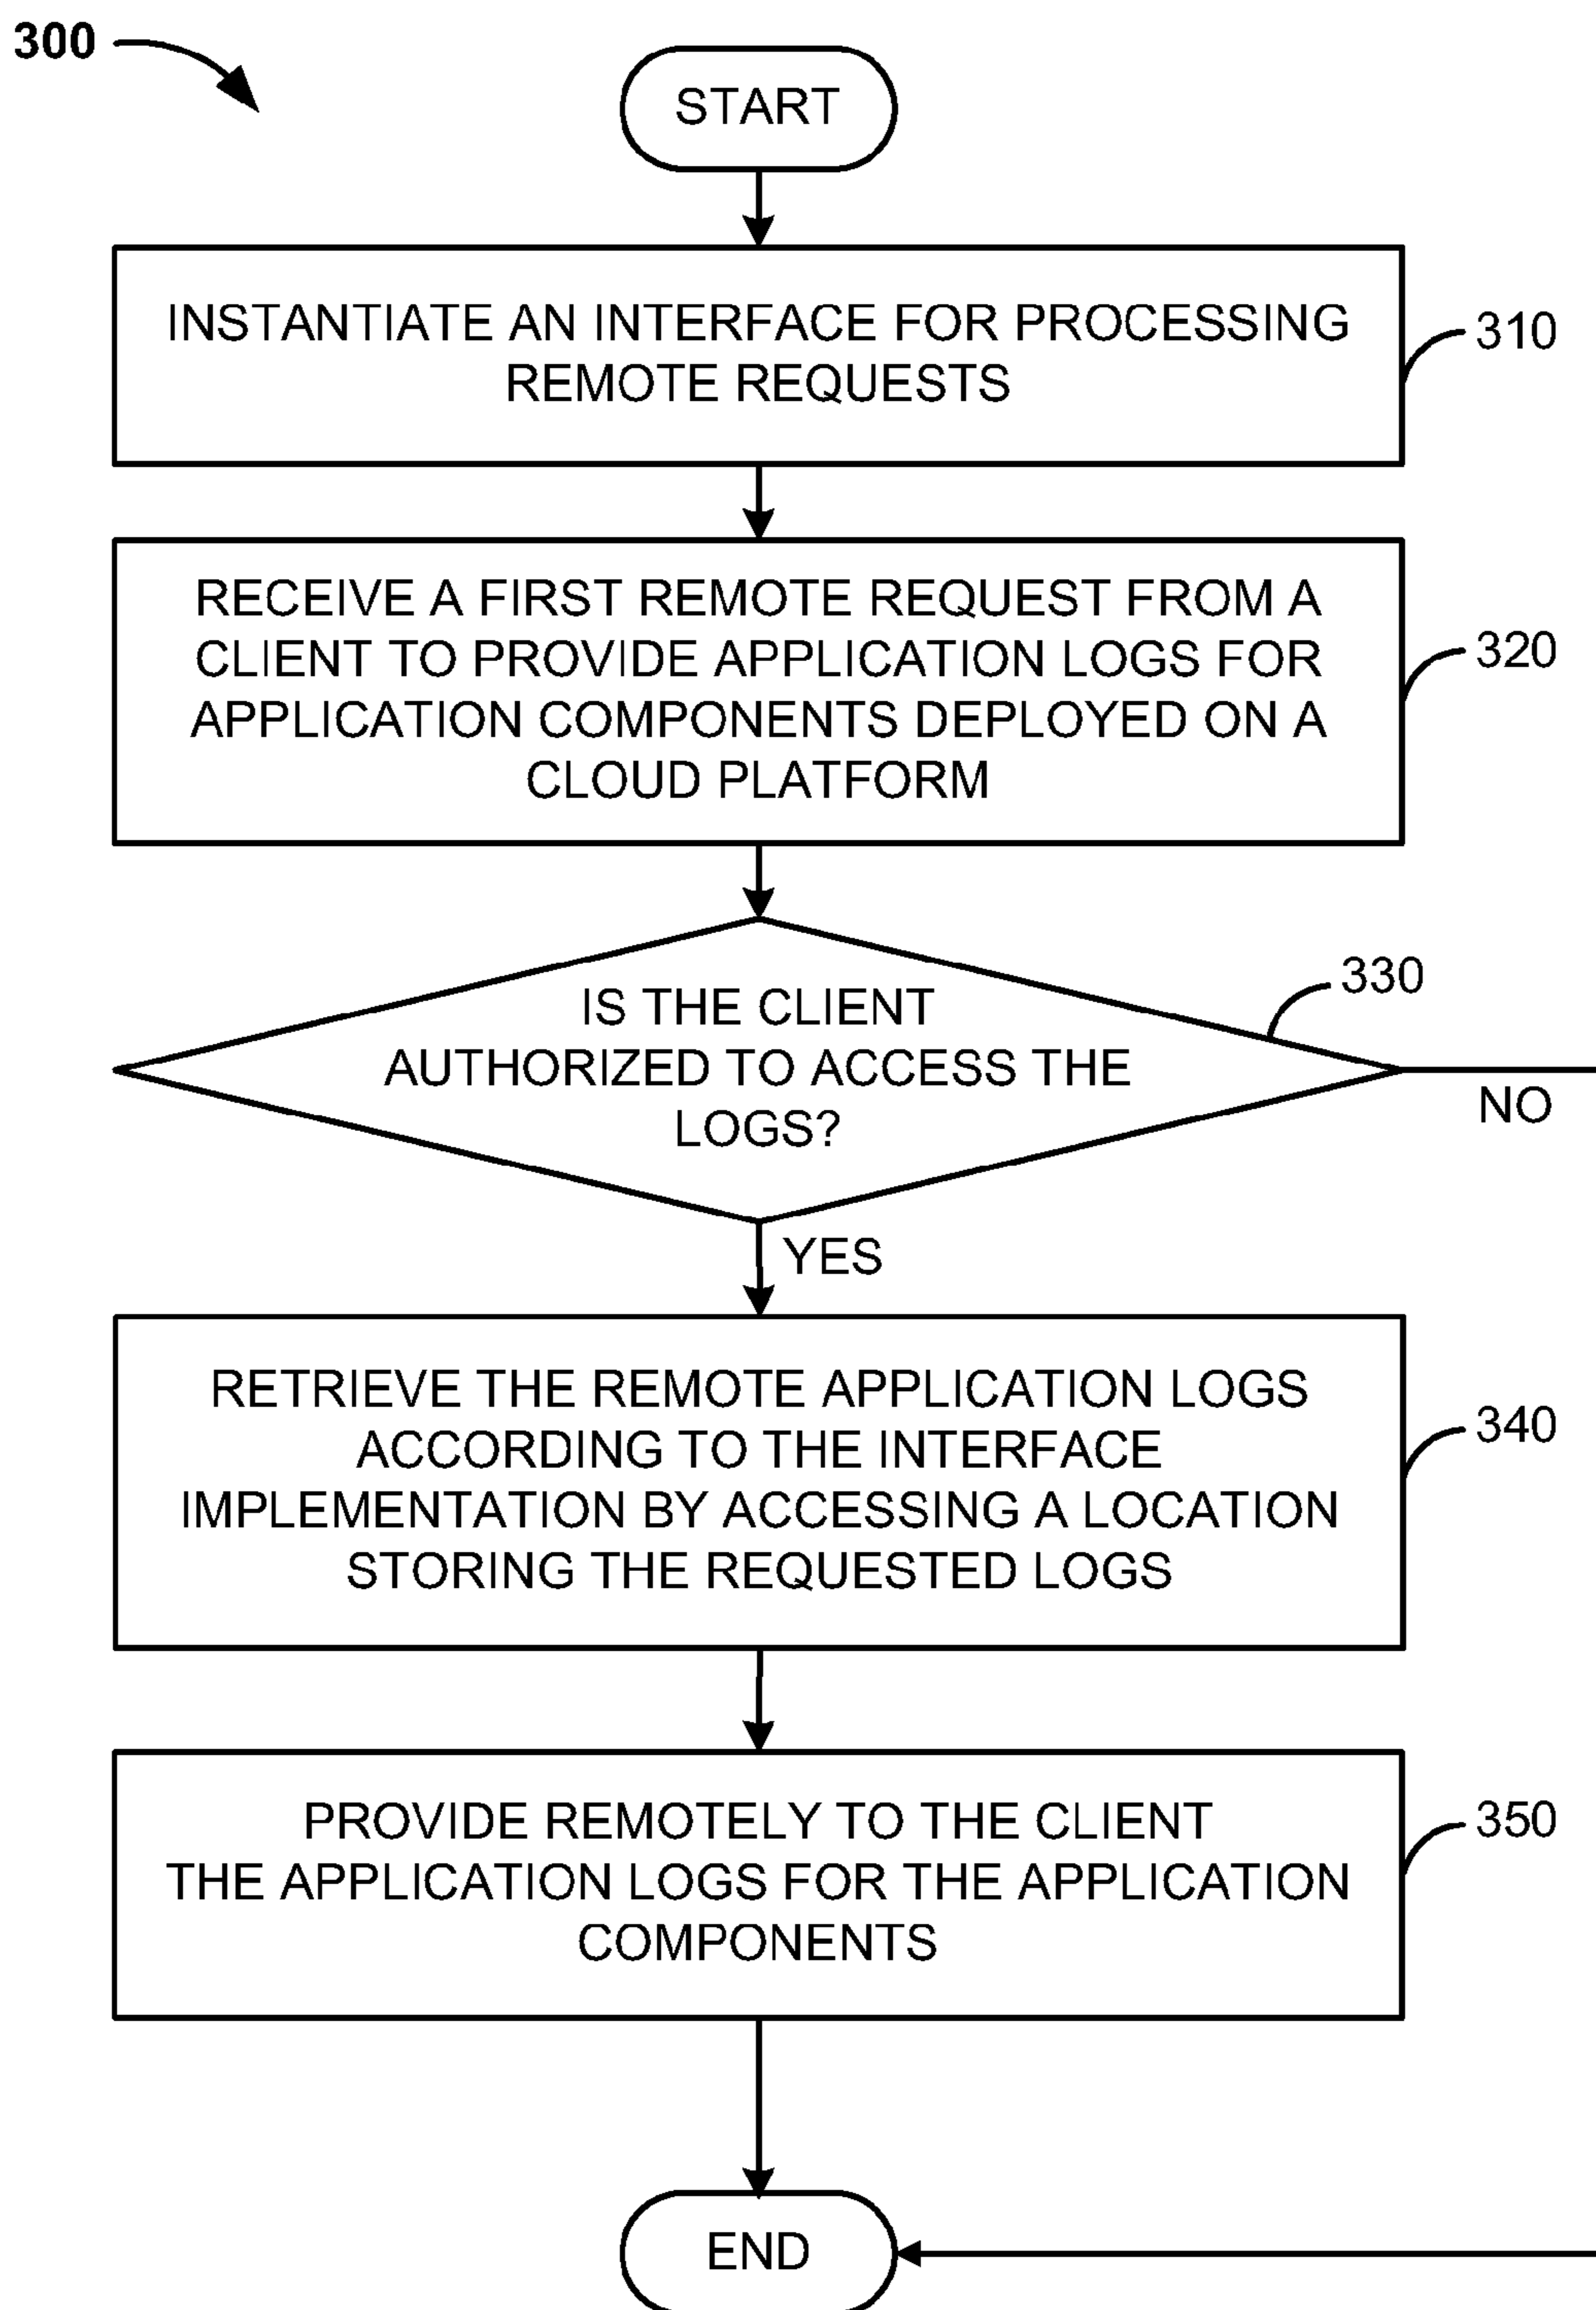 300
START
INSTANTIATE AN INTERFACE FOR PROCESSING
REMOTE REQUESTS
310
RECEIVE A FIRST REMOTE REQUEST FROM A
CLIENT TO PROVIDE APPLICATION LOGS FOR
APPLICATION COMPONENTS DEPLOYED ON A
CLOUD PLATFORM
320
IS THE CLIENT
AUTHORIZED TO ACCESS THE
LOGS?
330
NO
YES
RETRIEVE THE REMOTE APPLICATION LOGS
ACCORDING TO THE INTERFACE
IMPLEMENTATION BY ACCESSING A LOCATION
STORING THE REQUESTED LOGS
340
PROVIDE REMOTELY TO THE CLIENT
THE APPLICATION LOGS FOR THE APPLICATION
COMPONENTS
350
END